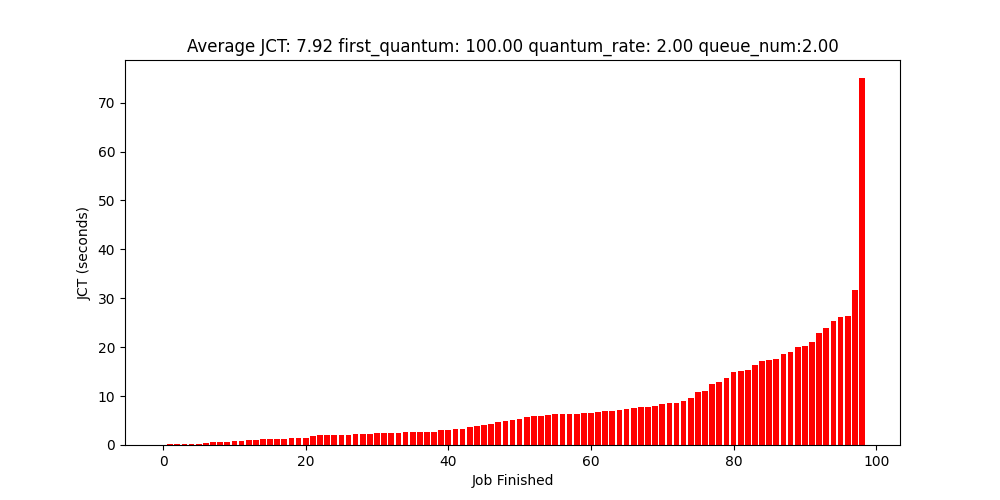 Average JCT: 7.92 first_quantum: 100.00 quantum_rate: 2.00 queue_num:2.00
JCT (seconds)
70
60
50
40
30
20
10
0
0 20 40 60 80 100
Job Finished